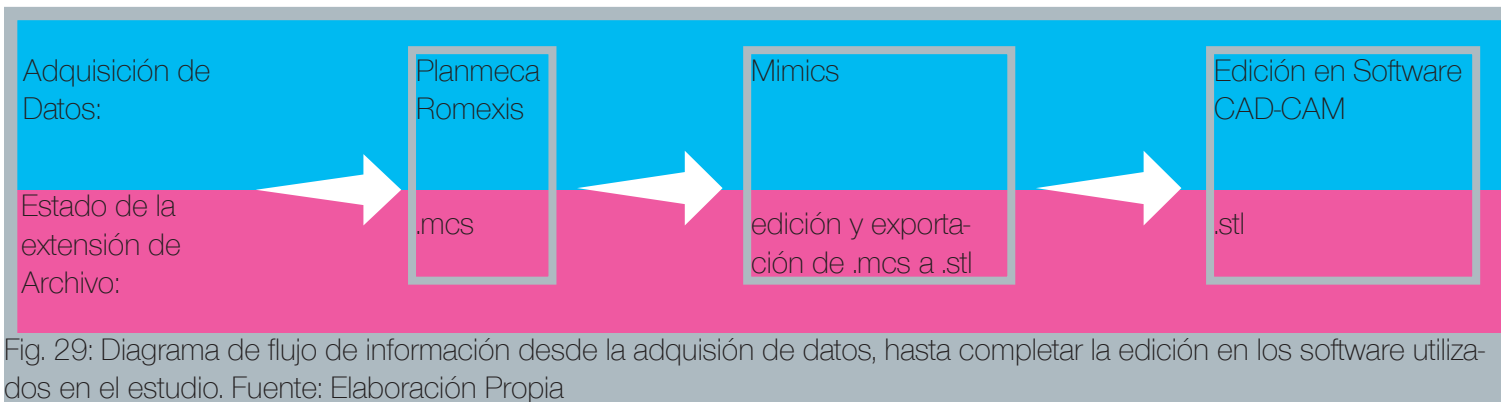 Adquisición de
Datos:
Planmeca
Romexis
Mimics
Edición en Software
CAD-CAM
Estado de la
extensión de
Archivo:
.mcs
edición y exporta-
ción de .mcs a .stl
.stl
Fig. 29: Diagrama de flujo de información desde la adquisión de datos, hasta completar la edición en los software utiliza-
dos en el estudio. Fuente: Elaboración Propia